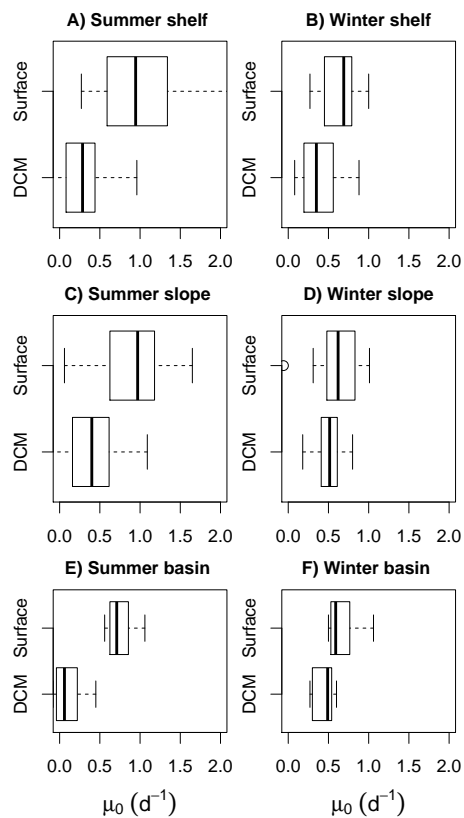 A) Summer shelf
B) Winter shelf
Surface
DCM
0.0 0.5 1.0 1.5 2.0
Surface
DCM
0.0 0.5 1.0 1.5 2.0
C) Summer slope
D) Winter slope
Surface
DCM
0.0 0.5 1.0 1.5 2.0
Surface
DCM
0.0 0.5 1.0 1.5 2.0
E) Summer basin
F) Winter basin
Surface
DCM
0.0 0.5 1.0 1.5 2.0
Surface
DCM
0.0 0.5 1.0 1.5 2.0
μ₀ (d⁻¹)
μ₀ (d⁻¹)